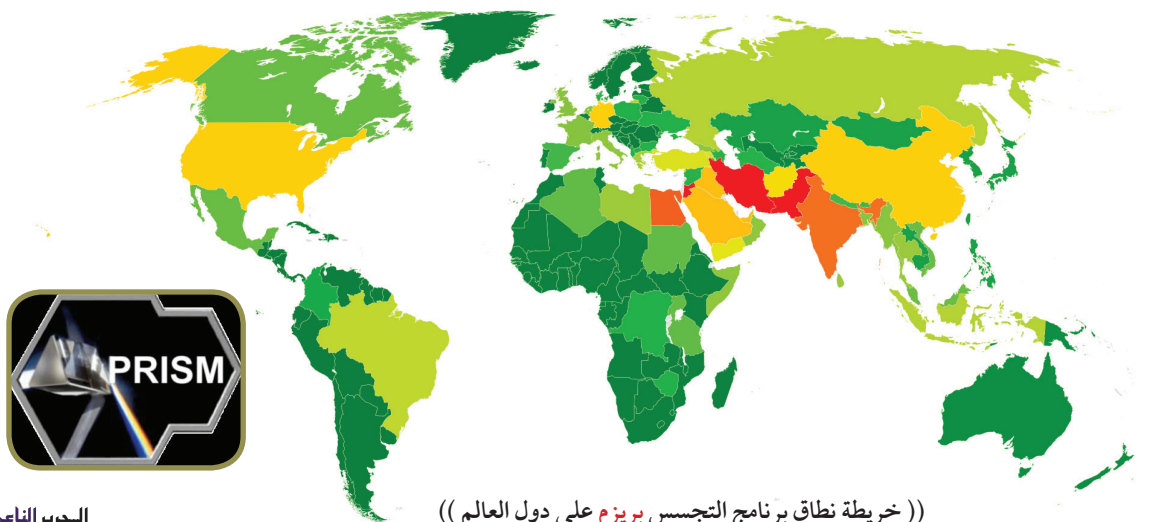 PRISM
(( خريطة نطاق برنامج التجسس بريزم على دول العالم ))